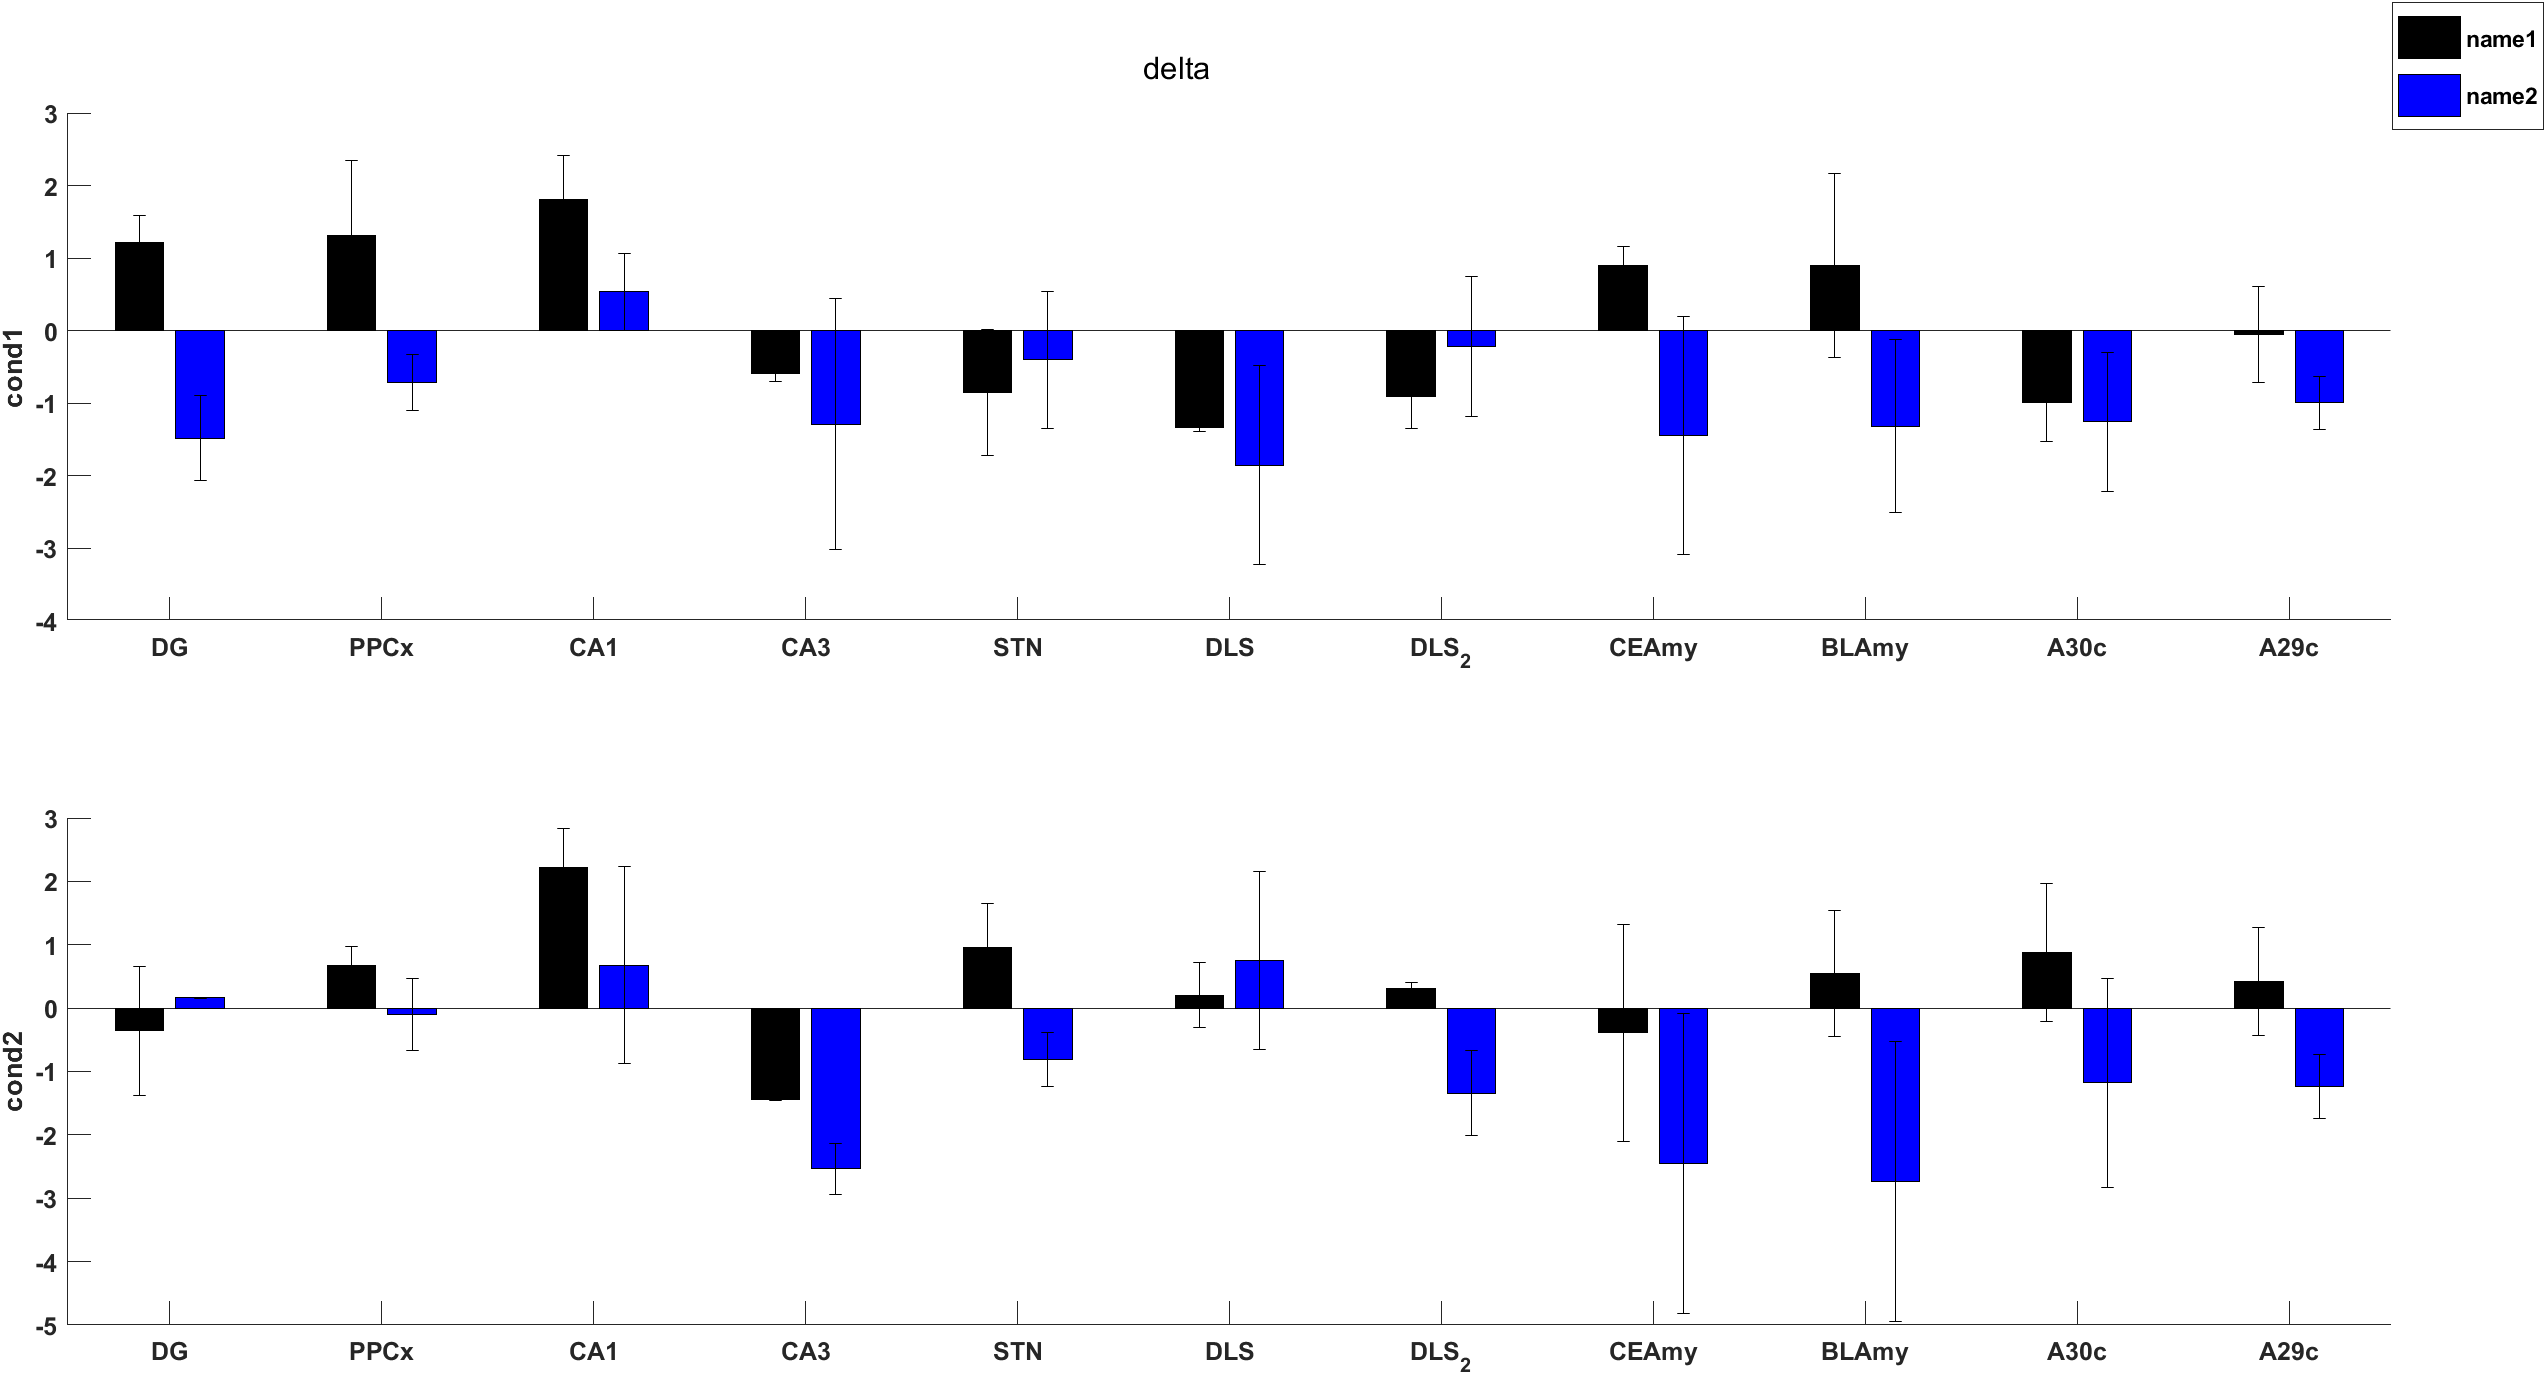 delta
name1
name2
cond1
3
2
1
0
-1
-2
-3
-4
DG PPCx CA1 CA3 STN DLS DLS2 CEAmy BLAmy A30c A29c
cond2
3
2
1
0
-1
-2
-3
-4
-5
DG PPCx CA1 CA3 STN DLS DLS2 CEAmy BLAmy A30c A29c